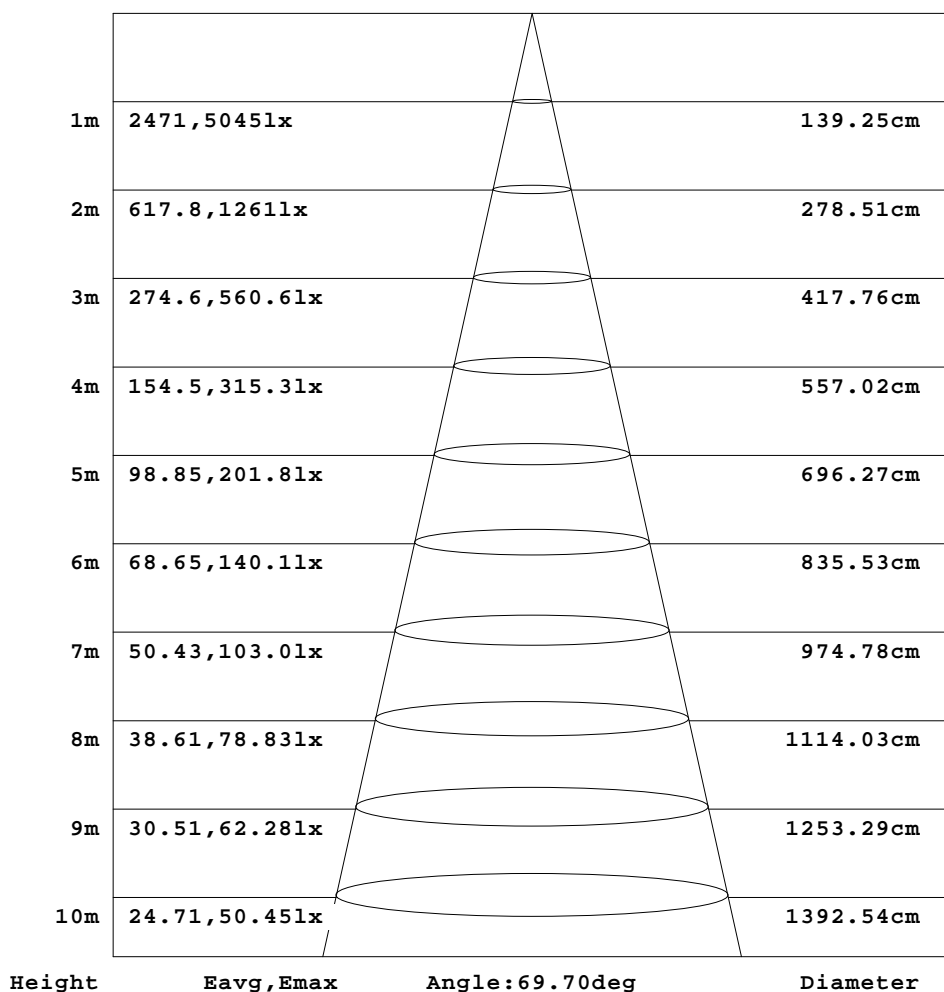 1m 2471,5045lx 139.25cm
2m 617.8,1261lx 278.51cm
3m 274.6,560.6lx 417.76cm
4m 154.5,315.3lx 557.02cm
5m 98.85,201.8lx 696.27cm
6m 68.65,140.1lx 835.53cm
7m 50.43,103.0lx 974.78cm
8m 38.61,78.83lx 1114.03cm
9m 30.51,62.28lx 1253.29cm
10m 24.71,50.45lx 1392.54cm
Height Eavg,Emax Angle:69.70deg Diameter